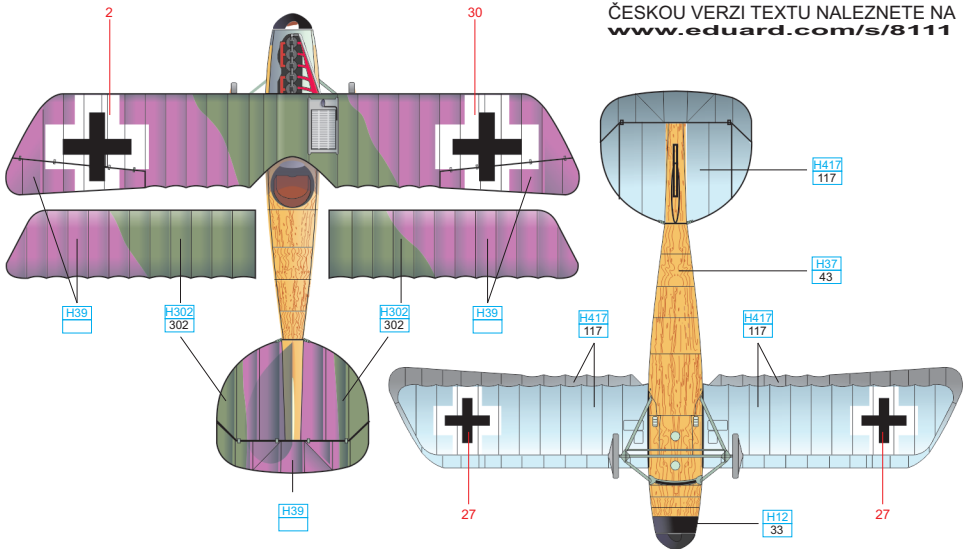 2
30
ČESKOU VERZI TEXTU NALEZNETE NA
www.eduard.com/s/8111
H417
117
H37
43
H39
H302
302
H302
302
H39
H417
117
H417
117
H39
27
H12
33
27